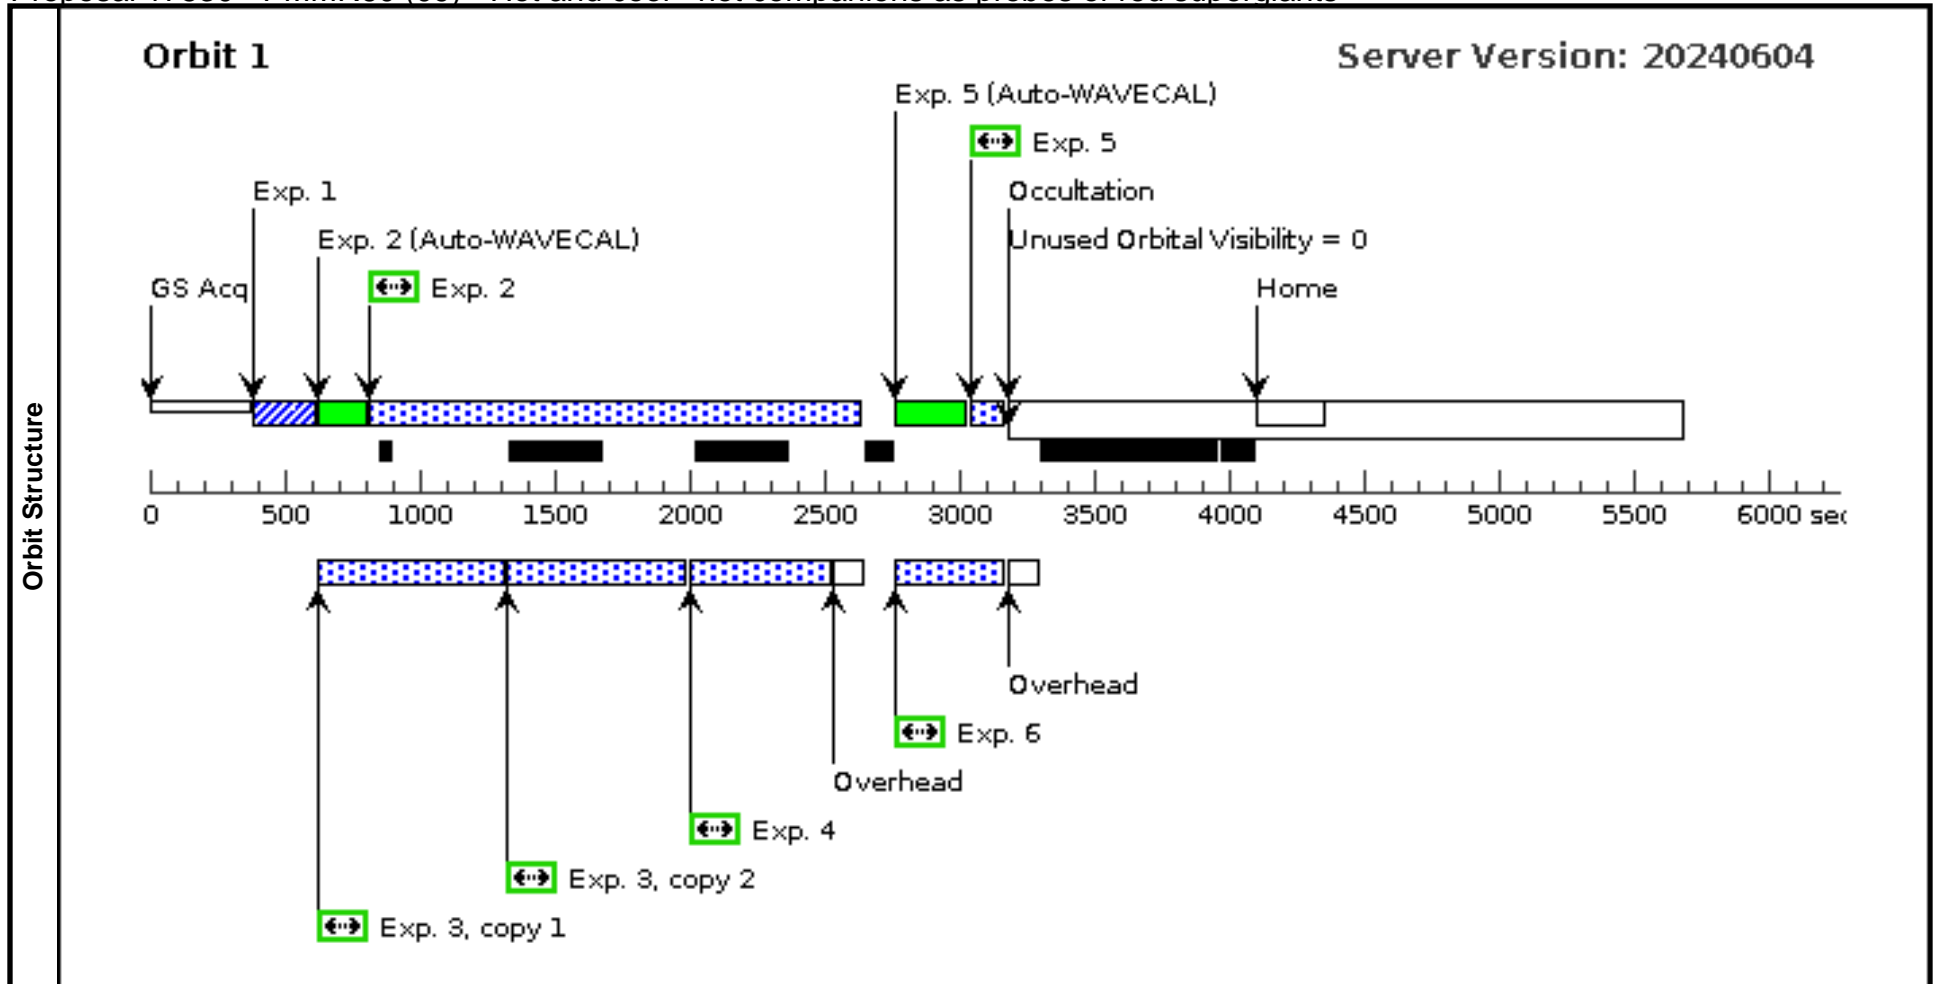 Orbit 1
Server Version: 20240604
Exp. 5 (Auto-WAVECAL)
Exp. 5
Exp. 1
Occultation
Exp. 2 (Auto-WAVECAL)
Unused Orbital Visibility = 0
GS Acq
Exp. 2
Home
Orbit Structure
0 500 1000 1500 2000 2500 3000 3500 4000 4500 5000 5500 6000 sec
Overhead
Exp. 6
Overhead
Exp. 4
Exp. 3, copy 2
Exp. 3, copy 1